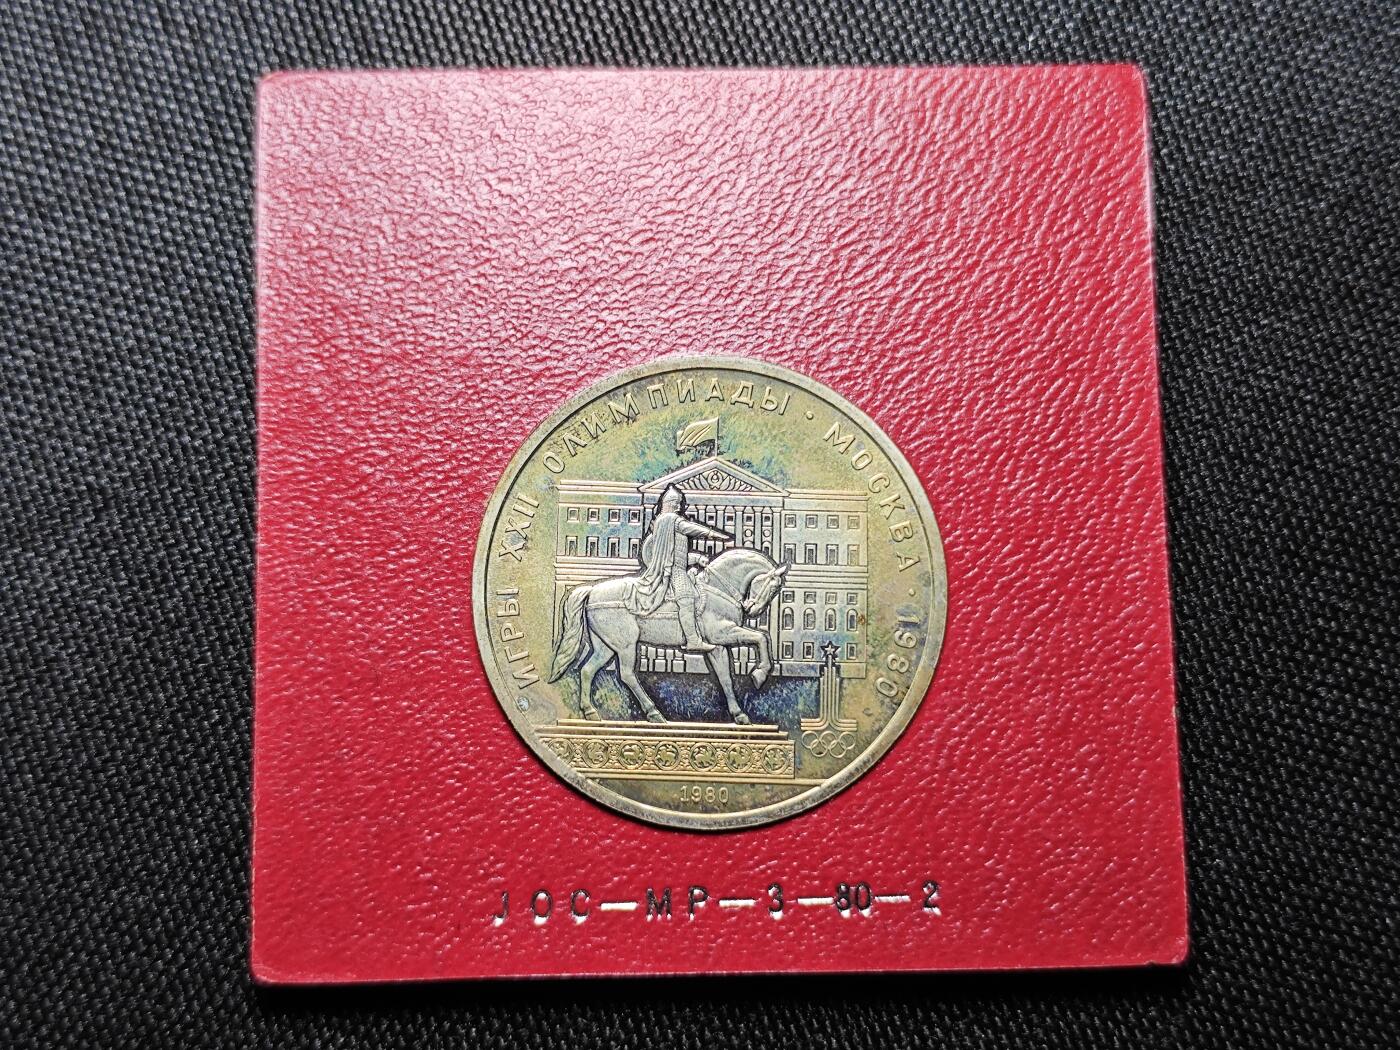 · ИГРЫ XXII ОЛИМПИАДЫ · МОСКВА · 1980
1980
JOC—MP—3—80—2